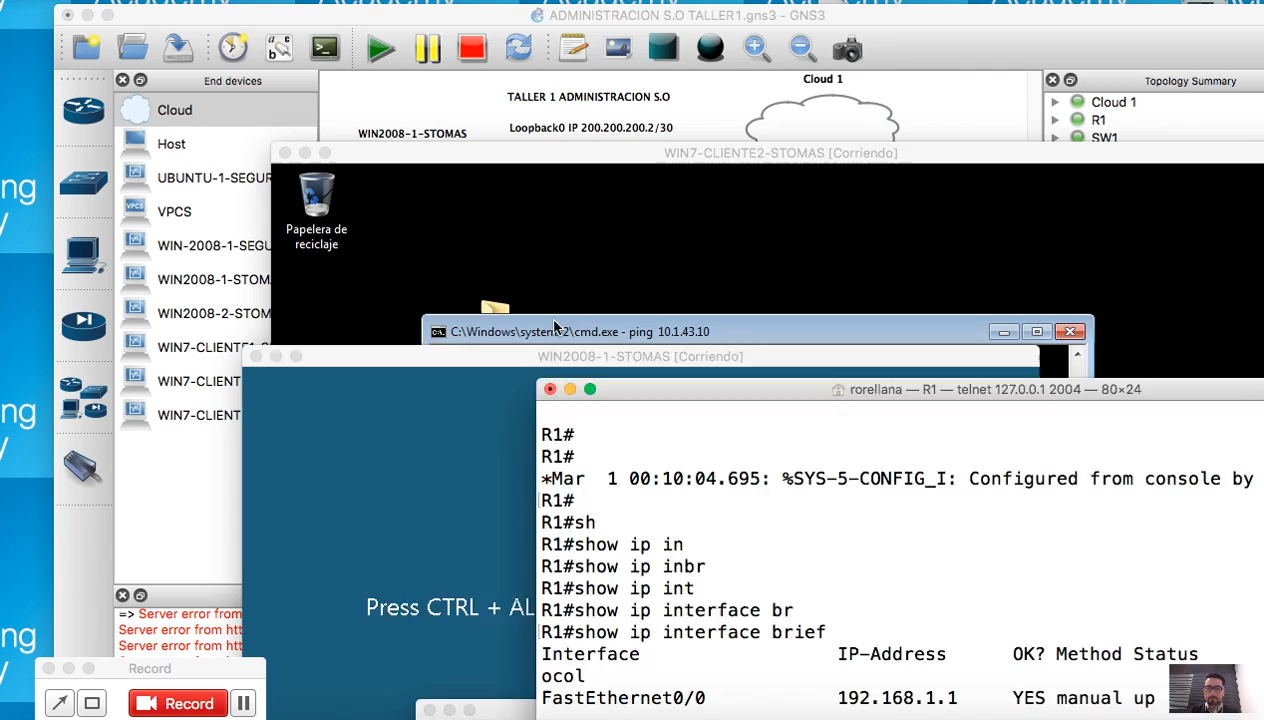 ADMINISTRACION S.O TALLER1.gns3 - GNS3
End devices
Cloud 1
Topology Summary
Cloud
TALLER 1 ADMINISTRACION S.O
Cloud 1
R1
SW1
Host
WIN2008-1-STOMAS
Loopback0 IP 200.200.200.2/30
WIN7-CLIENTE2-STOMAS [Corriendo]
UBUNTU-1-SEGUR
VPCS
WIN-2008-1-SEGU
WIN2008-1-STOM
WIN2008-2-STOM
WIN7-CLIENTE1-S
WIN7-CLIENT
WIN7-CLIENT
ng
y
ng
y
ng
y
Papelera de
reciclaje
C:\Windows\system32\cmd.exe - ping 10.1.43.10
WIN2008-1-STOMAS [Corriendo]
Press CTRL + AL
rorellana — R1 — telnet 127.0.0.1 2004 — 80×24
R1#
R1#
*Mar 1 00:10:04.695: %SYS-5-CONFIG_I: Configured from console by
R1#
R1#sh
R1#show ip in
R1#show ip inbr
R1#show ip int
R1#show ip interface br
R1#show ip interface brief
Interface IP-Address OK? Method Status
ocol
FastEthernet0/0 192.168.1.1 YES manual up
=> Server error from
Server error from htt
Server error from htt
Record
Record